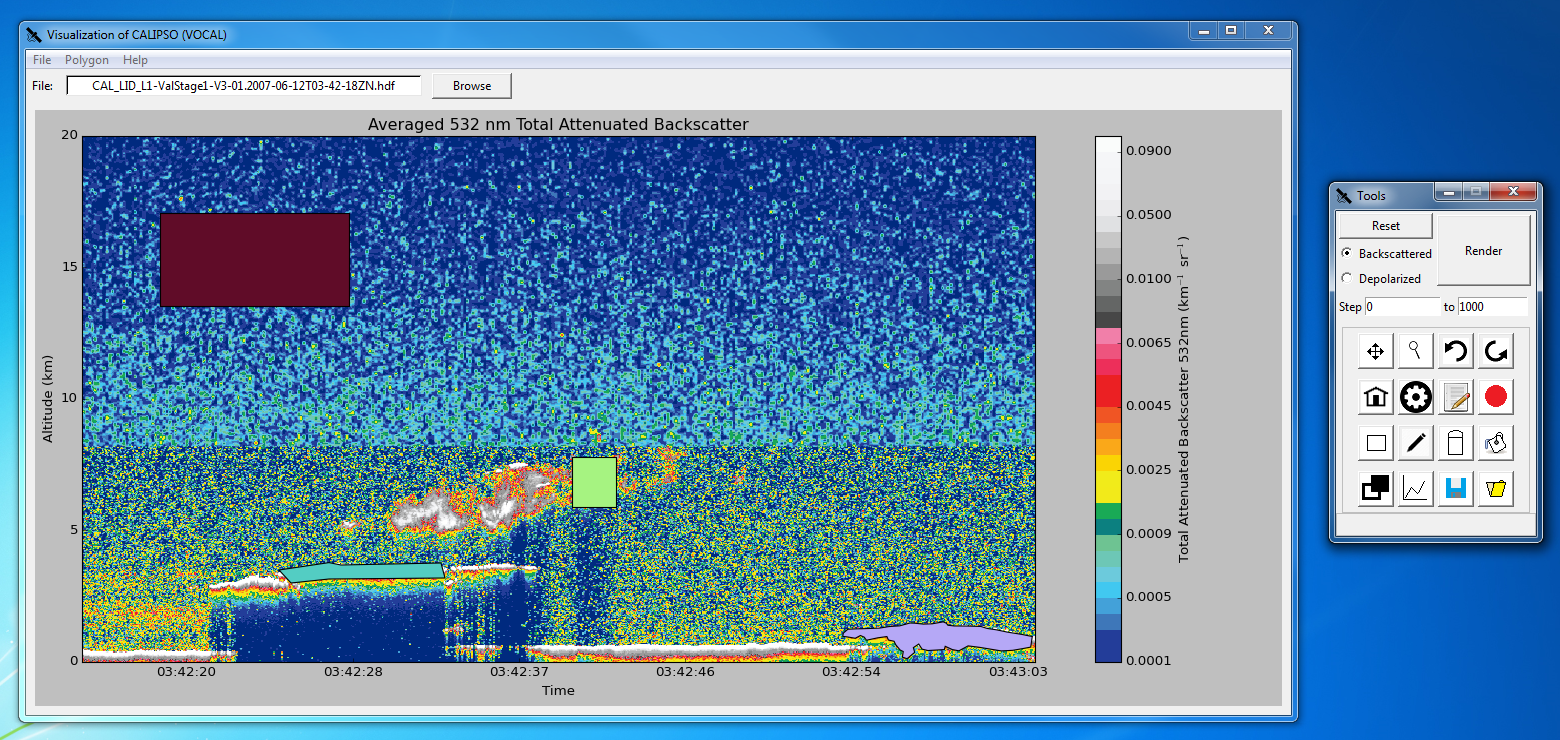 Visualization of CALIPSO (VOCAL)
File Polygon Help
File: CAL_LID_L1-ValStage1-V3-01.2007-06-12T03-42-18ZN.hdf Browse
Averaged 532 nm Total Attenuated Backscatter
20
15
10
5
0
Altitude (km)
03:42:20 03:42:28 03:42:37 03:42:46 03:42:54 03:43:03
Time
0.0900
0.0500
0.0100
0.0065
0.0045
0.0025
0.0009
0.0005
0.0001
Total Attenuated Backscatter 532nm (km⁻¹ sr⁻¹)
Tools
Reset
Render
Backscattered
Depolarized
Step 0 to 1000